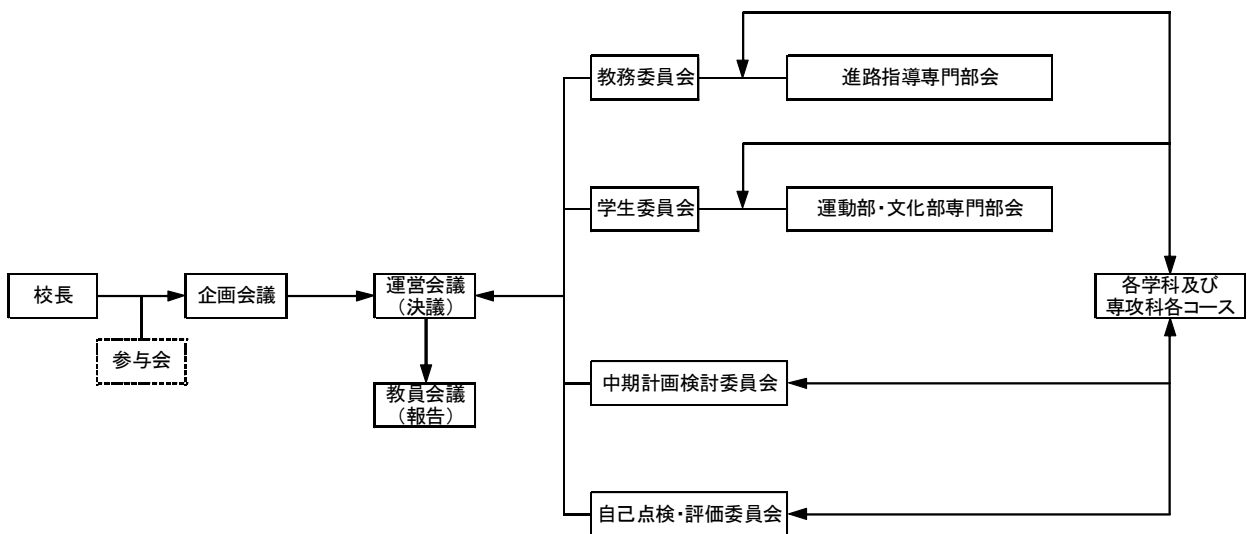 教務委員会
進路指導専門部会
学生委員会
運動部・文化部専門部会
校長
企画会議
運営会議
（決議）
各学科及び
専攻科各コース
参与会
教員会議
（報告）
中期計画検討委員会
自己点検・評価委員会